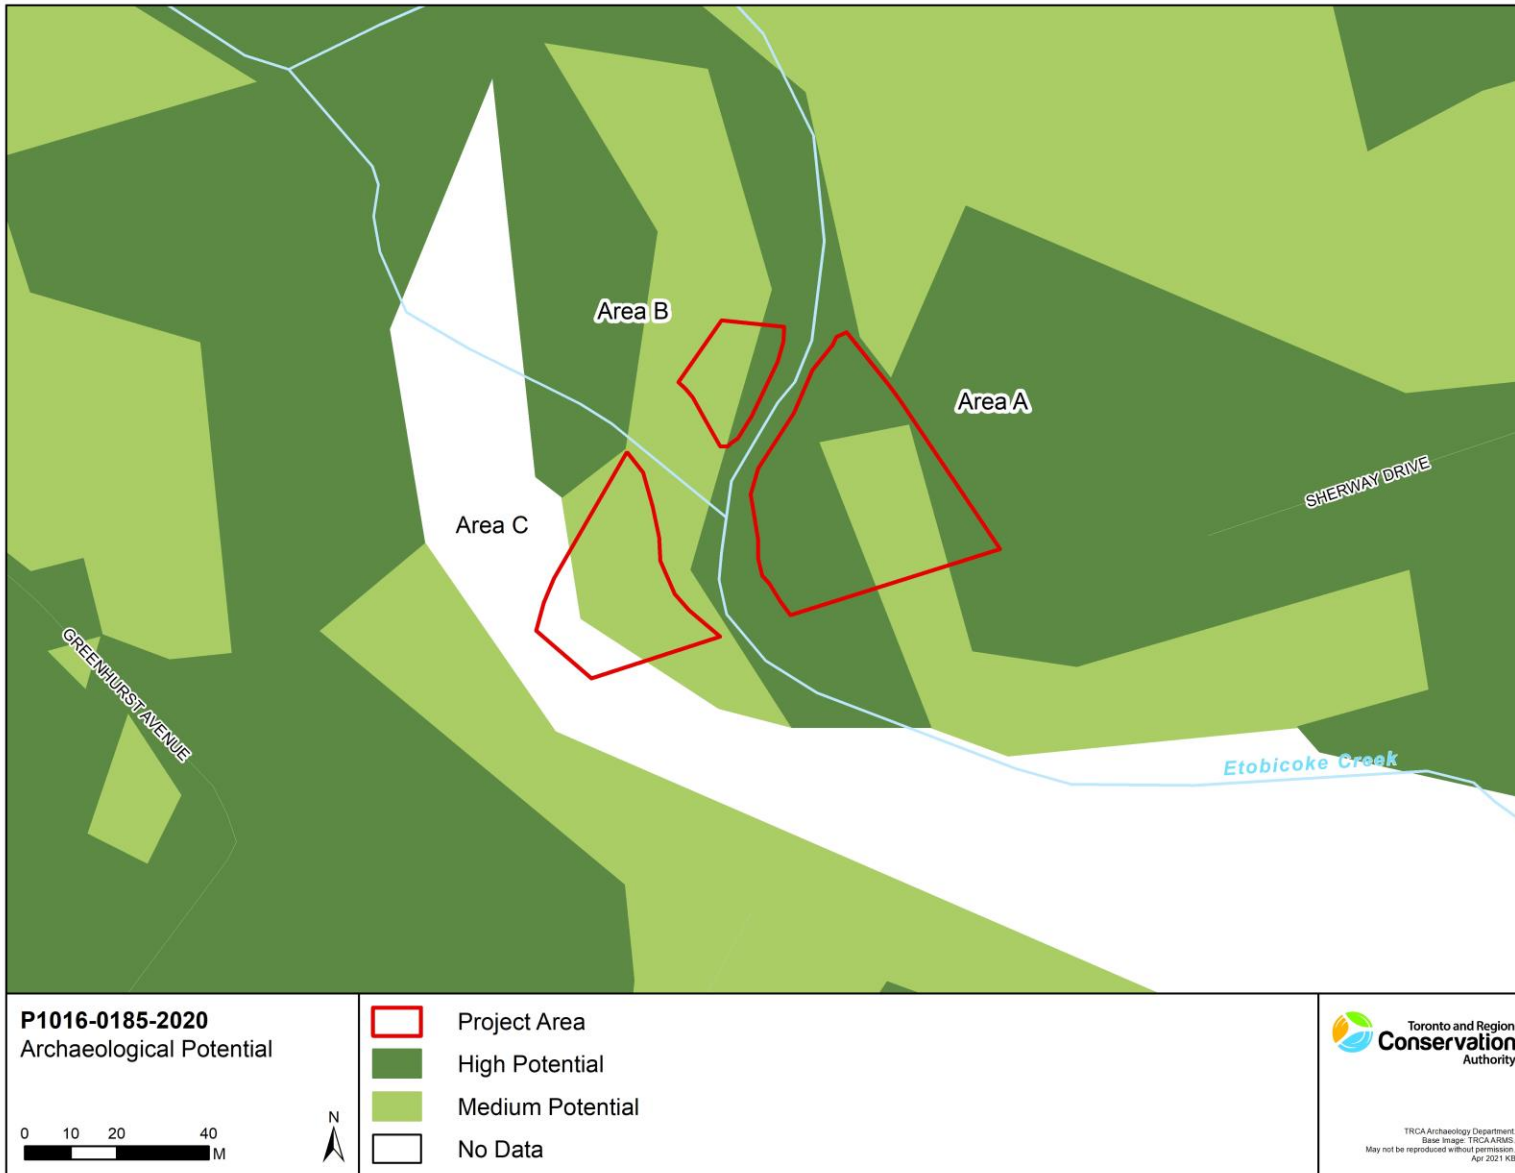 Area B
Area A
SHERWAY DRIVE
Area C
GREENHURST AVENUE
Etobicoke Creek
P1016-0185-2020
Archaeological Potential
0 10 20 40
M
N
Project Area
High Potential
Medium Potential
No Data
Toronto and Region
Conservation
Authority
TRCA Archaeology Department.
Base Image: TRCA ARMS.
May not be reproduced without permission.
Apr 2021 KB